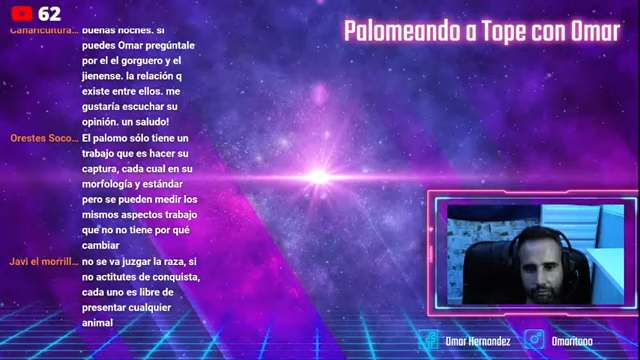 62
Palomeando a Tope con Omar
Canaricultura... buenas noches. si
puedes Omar pregúntale
por el el gorguero y el
jienense. la relación q
existe entre ellos. me
gustaría escuchar su
opinión. un saludo!
Orestes Soco... El palomo sólo tiene un
trabajo que es hacer su
captura, cada cual en su
morfología y estándar
pero se pueden medir los
mismos aspectos trabajo
que no no tiene por qué
cambiar
Javi el morrill... no se va juzgar la raza, si
no actitutes de conquista,
cada uno es libre de
presentar cualquier
animal
Omar Hernandez
Omaritooo